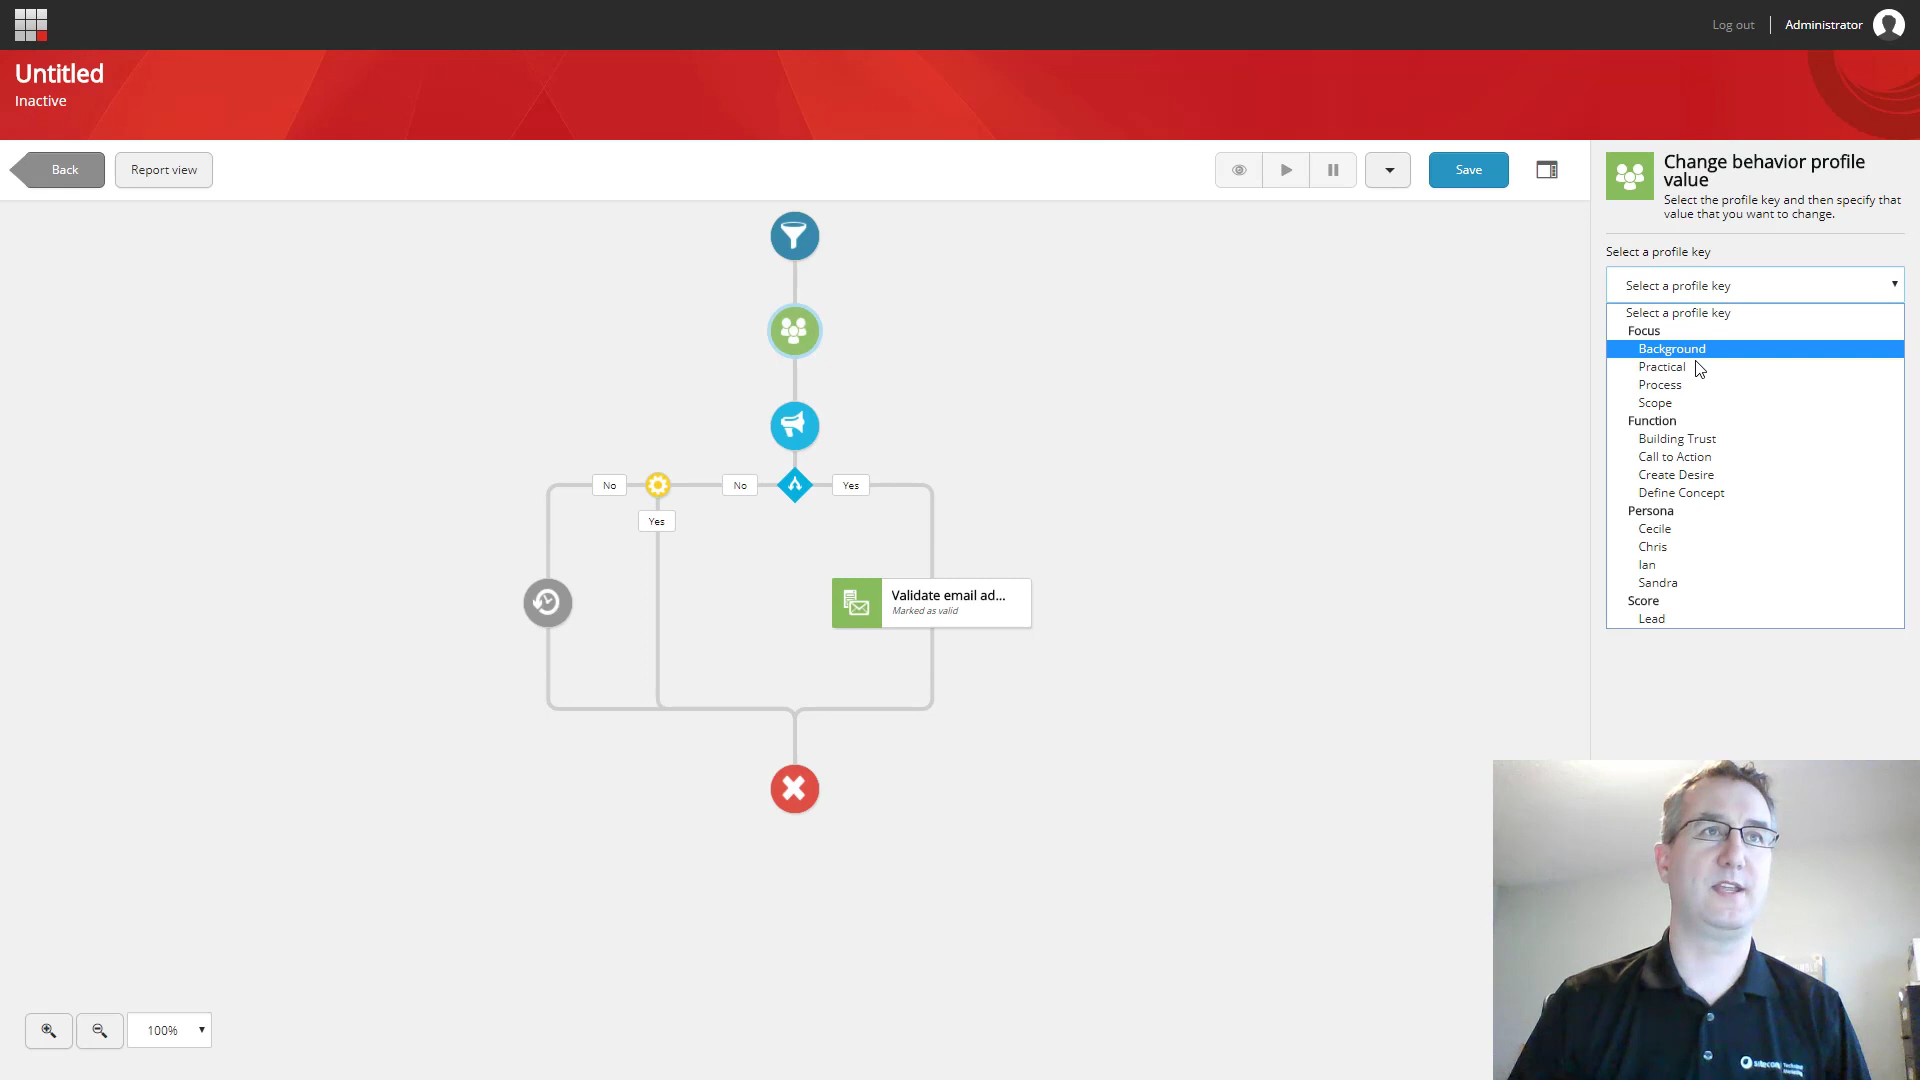 Log out
Administrator
Untitled
Inactive
Back
Report view
Save
Change behavior profile
value
Select the profile key and then specify that
value that you want to change.
Select a profile key
Select a profile key
Select a profile key
Focus
Background
Practical
Process
Scope
Function
Building Trust
Call to Action
Create Desire
Define Concept
Persona
Cecile
Chris
Ian
Sandra
Score
Lead
No
No
Yes
Yes
Validate email ad...
Marked as valid
100%
sitecore